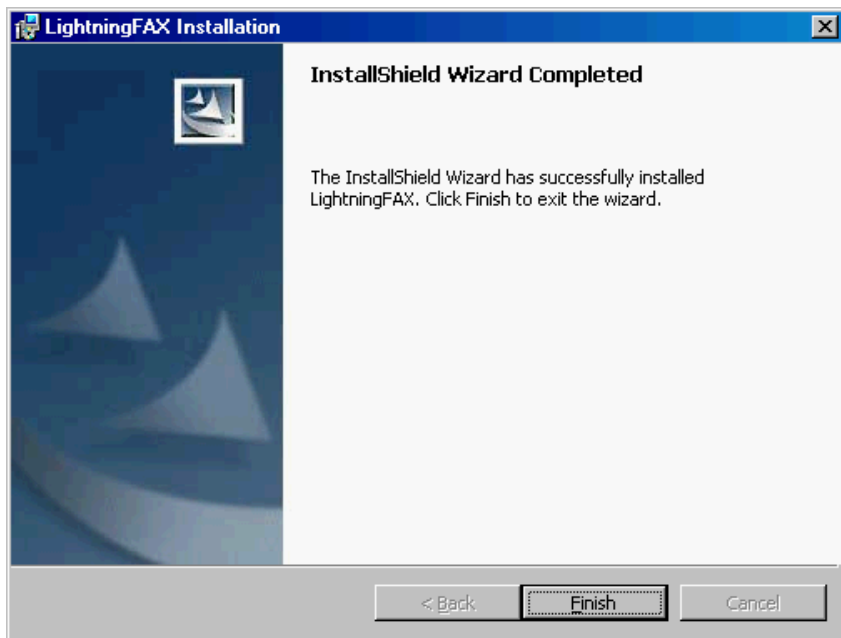 LightningFAX Installation
InstallShield Wizard Completed
The InstallShield Wizard has successfully installed
LightningFAX. Click Finish to exit the wizard.
< Back
Finish
Cancel